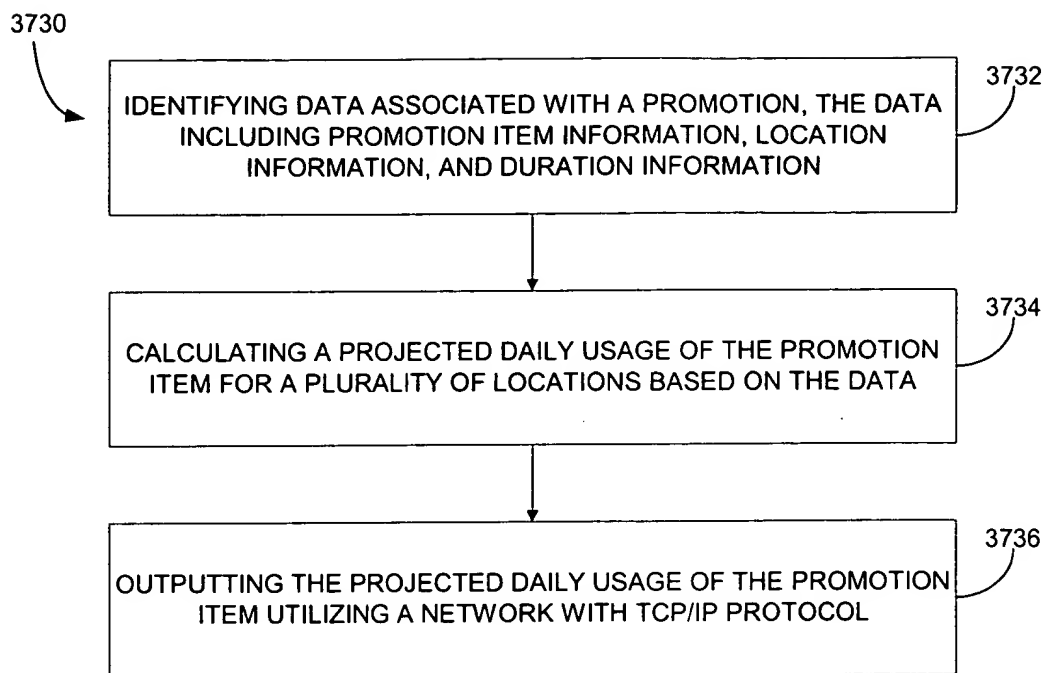 3730
3732
IDENTIFYING DATA ASSOCIATED WITH A PROMOTION, THE DATA
INCLUDING PROMOTION ITEM INFORMATION, LOCATION
INFORMATION, AND DURATION INFORMATION
3734
CALCULATING A PROJECTED DAILY USAGE OF THE PROMOTION
ITEM FOR A PLURALITY OF LOCATIONS BASED ON THE DATA
3736
OUTPUTTING THE PROJECTED DAILY USAGE OF THE PROMOTION
ITEM UTILIZING A NETWORK WITH TCP/IP PROTOCOL